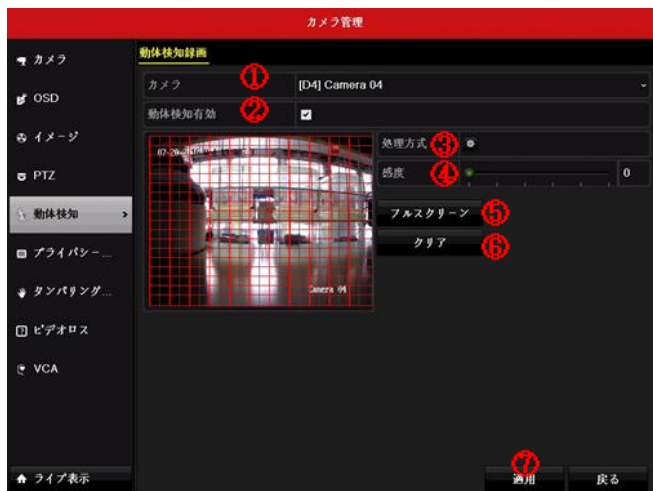 カメラ管理
カメラ
OSD
イメージ
PTZ
動体検知 >
プライバシー...
タンパリング...
ビデオロス
VCA
ライブ表示
動体検知録画
カメラ ① [D4] Camera 04
動体検知有効 ②
処理方式 ③
感度 ④ 0
フルスクリーン ⑤
クリア ⑥
Camera 04
⑦
適用 戻る